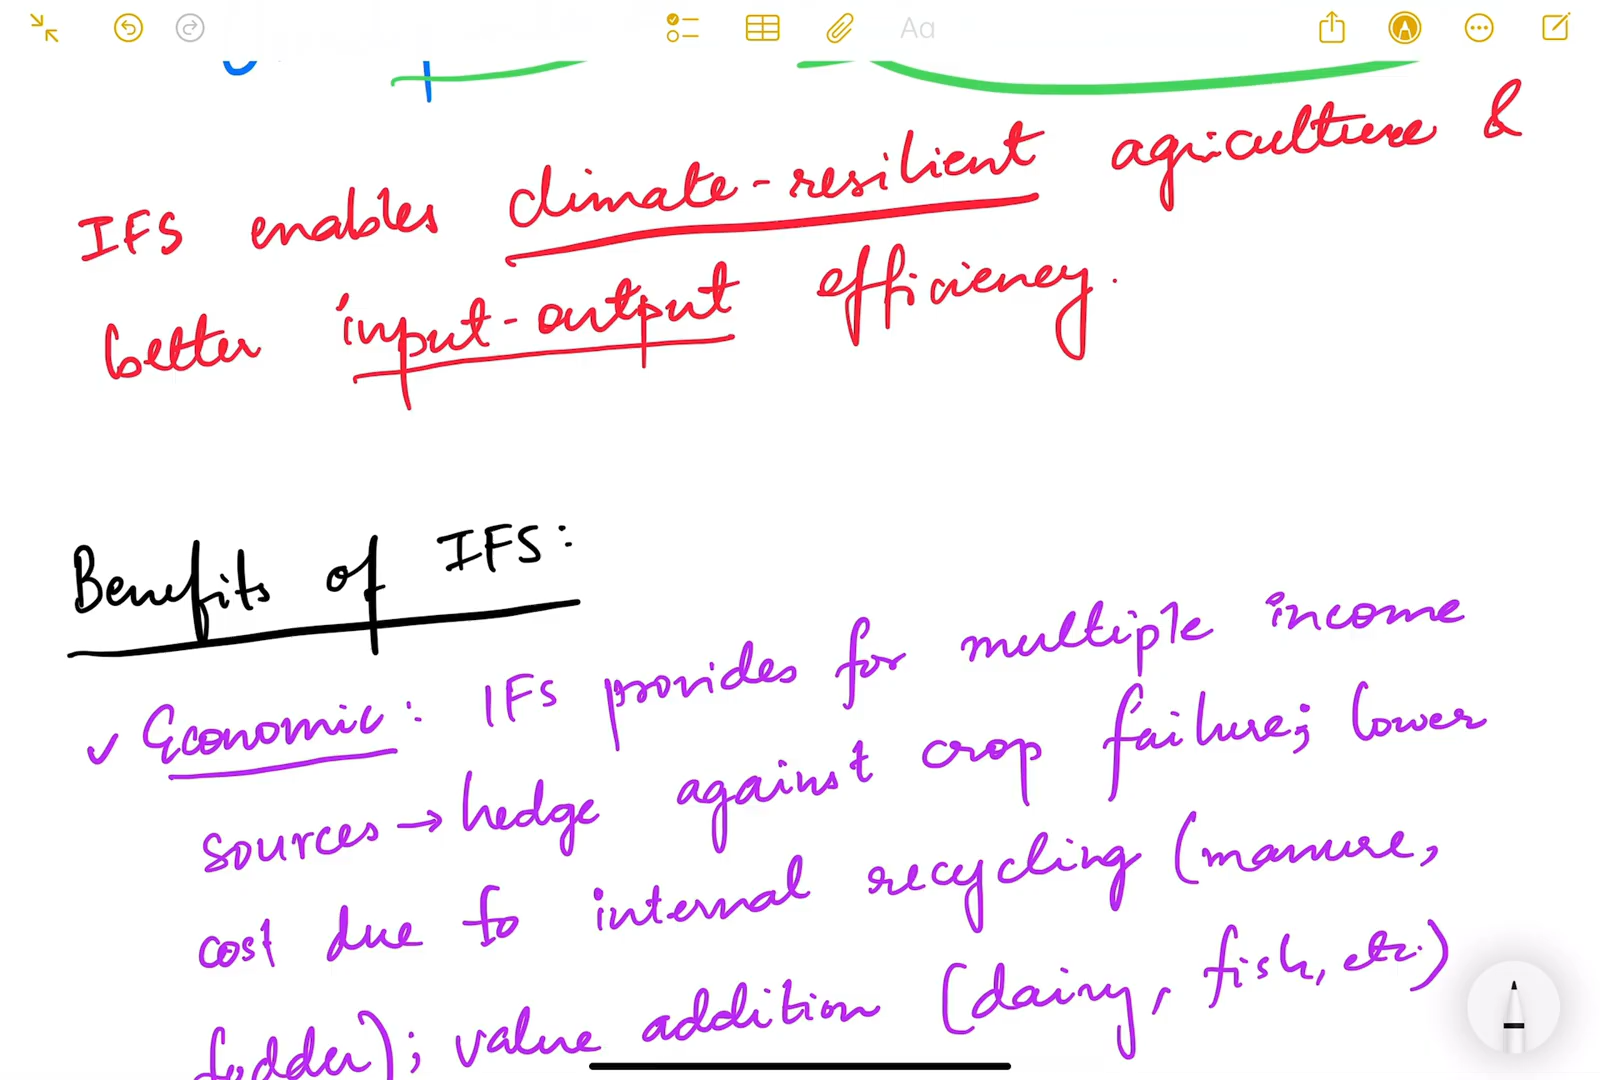 Aa
IFS enables climate-resilient agriculture &
better input-output efficiency.
Benefits of IFS:
✓ Economic: IFS provides for multiple income
sources → hedge against crop failure; lower
cost due to internal recycling (manure,
fodder); value addition (dairy, fish, etc.)